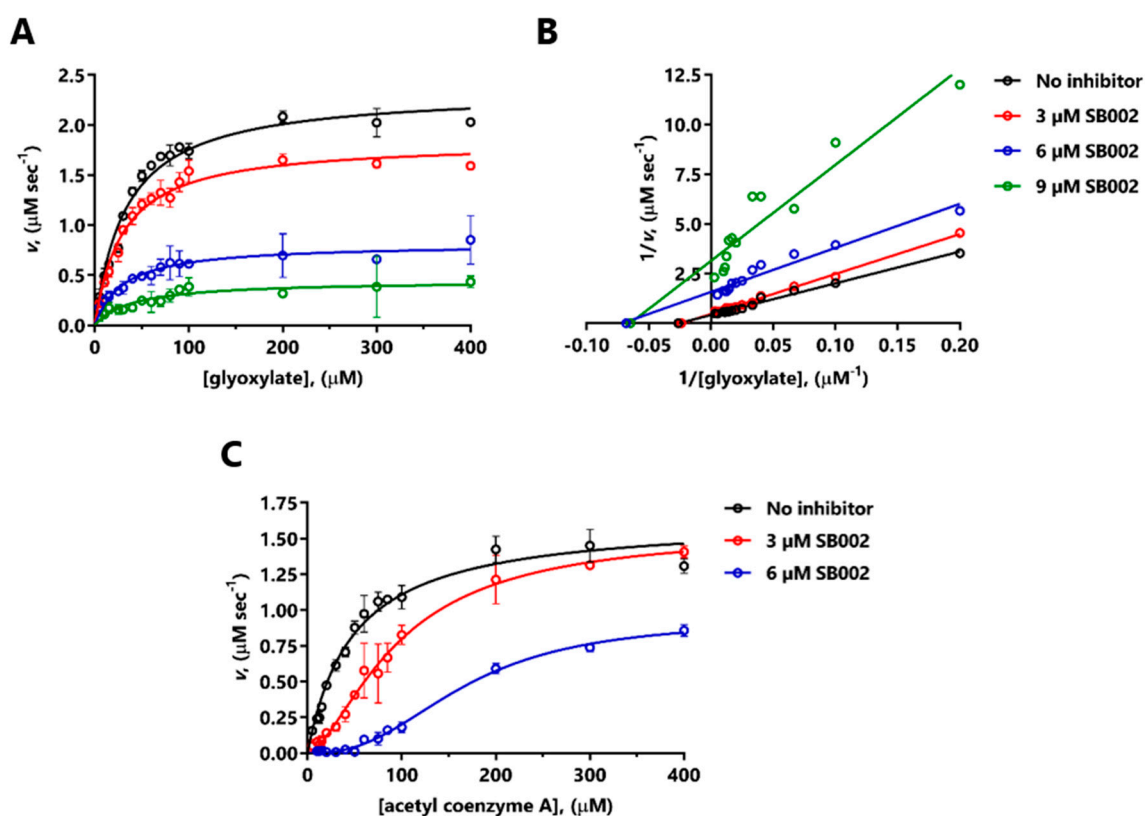 A
v, (μM sec⁻¹)
2.5
2.0
1.5
1.0
0.5
0.0
0 100 200 300 400
[glyoxylate], (μM)
B
1/v, (μM sec⁻¹)
12.5
10.0
7.5
5.0
2.5
-0.10 -0.05 0.00 0.05 0.10 0.15 0.20
1/[glyoxylate], (μM⁻¹)
No inhibitor
3 μM SB002
6 μM SB002
9 μM SB002
C
v, (μM sec⁻¹)
1.75
1.50
1.25
1.00
0.75
0.50
0.25
0.00
0 100 200 300 400
[acetyl coenzyme A], (μM)
No inhibitor
3 μM SB002
6 μM SB002